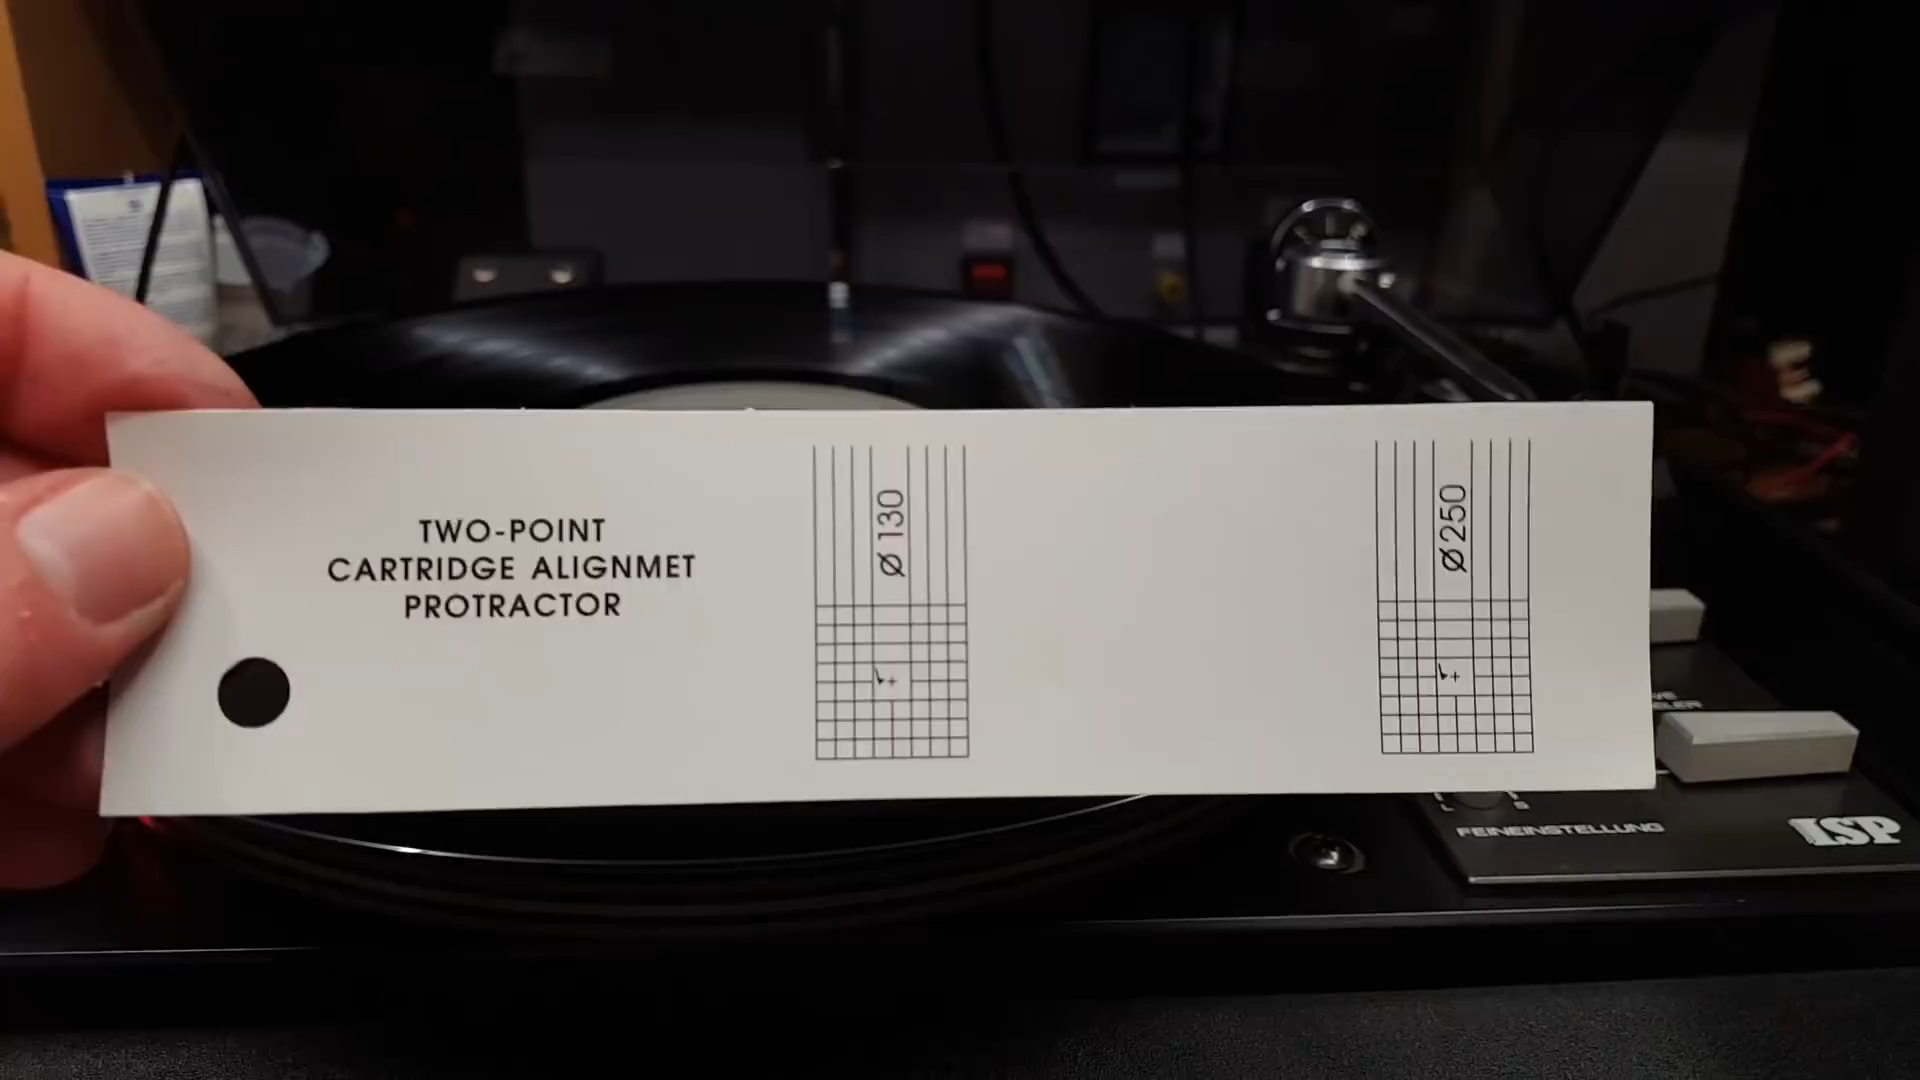 TWO-POINT
CARTRIDGE ALIGNMET
PROTRACTOR
Ø 130
Ø250
L S
FEINEINSTELLUNG
ISP